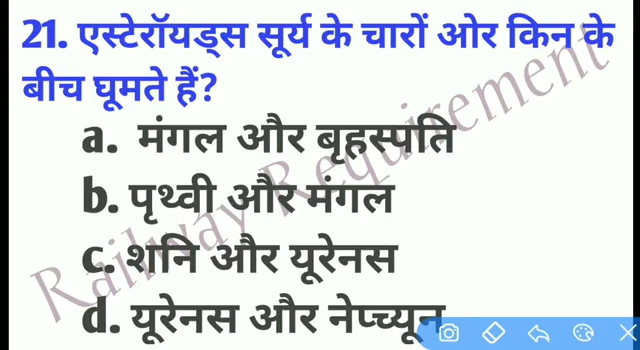 21. एस्टेरॉयड्स सूर्य के चारों ओर किन के
बीच घूमते हैं?
a. मंगल और बृहस्पति
b. पृथ्वी और मंगल
c. शनि और यूरेनस
d. यूरेनस और नेप्च्यून
Railway Requirement